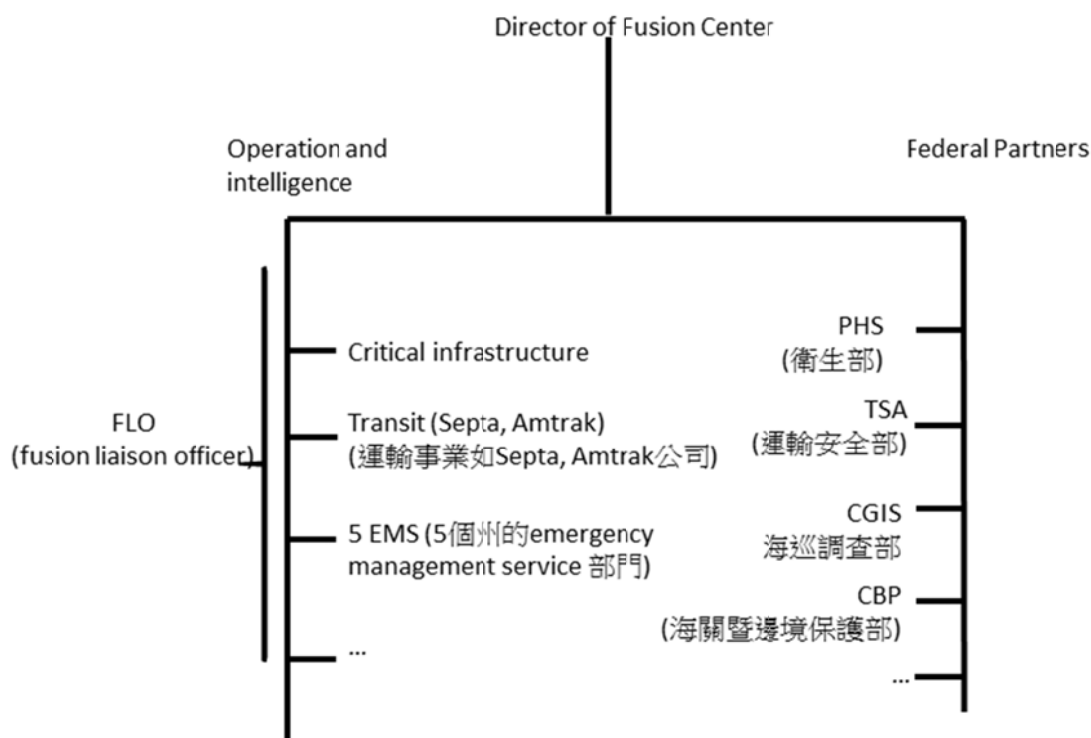 Director of Fusion Center
Operation and
intelligence
Federal Partners
FLO
(fusion liaison officer)
Critical infrastructure
Transit (Septa, Amtrak)
(運輸事業如Septa, Amtrak公司)
5 EMS (5個州的emergency
management service 部門)
...
PHS
(衛生部)
TSA
(運輸安全部)
CGIS
海巡調查部
CBP
(海關暨邊境保護部)
...